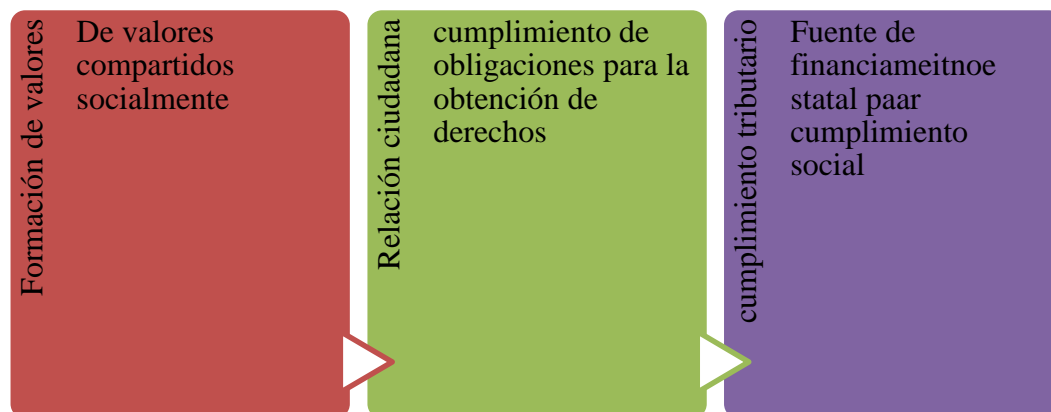 Formación de valores
De valores
compartidos
socialmente
Relación ciudadana
cumplimiento de
obligaciones para la
obtención de
derechos
cumplimiento tributario
Fuente de
financiameitnoe
statal paar
cumplimiento
social